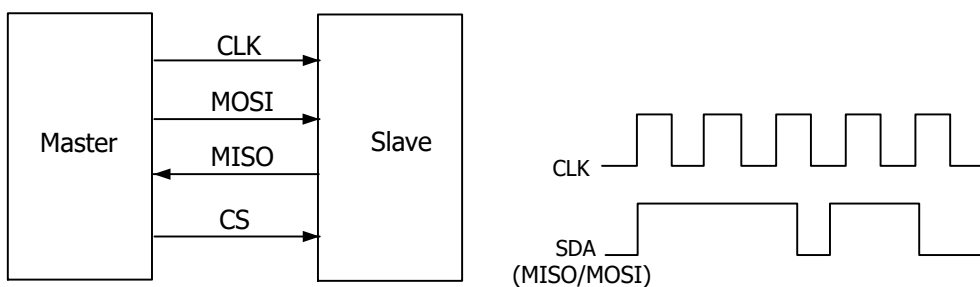 CLK
MOSI
Master
Slave
MISO
CS
CLK
SDA
(MISO/MOSI)